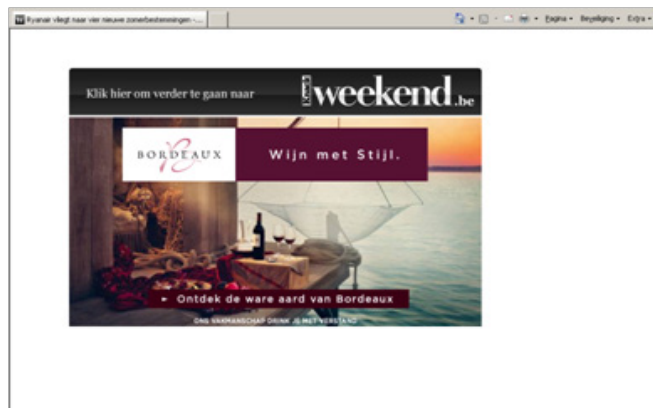 Ryanair vliegt naar vier nieuwe zomerbestemmingen -...
Pagina Beveiliging Extra
Klik hier om verder te gaan naar
weekend.be
BORDEAUX
Wijn met Stijl.
Ontdek de ware aard van Bordeaux
ONS VAKMANSCHAP DRINK JE MET VERSTAND